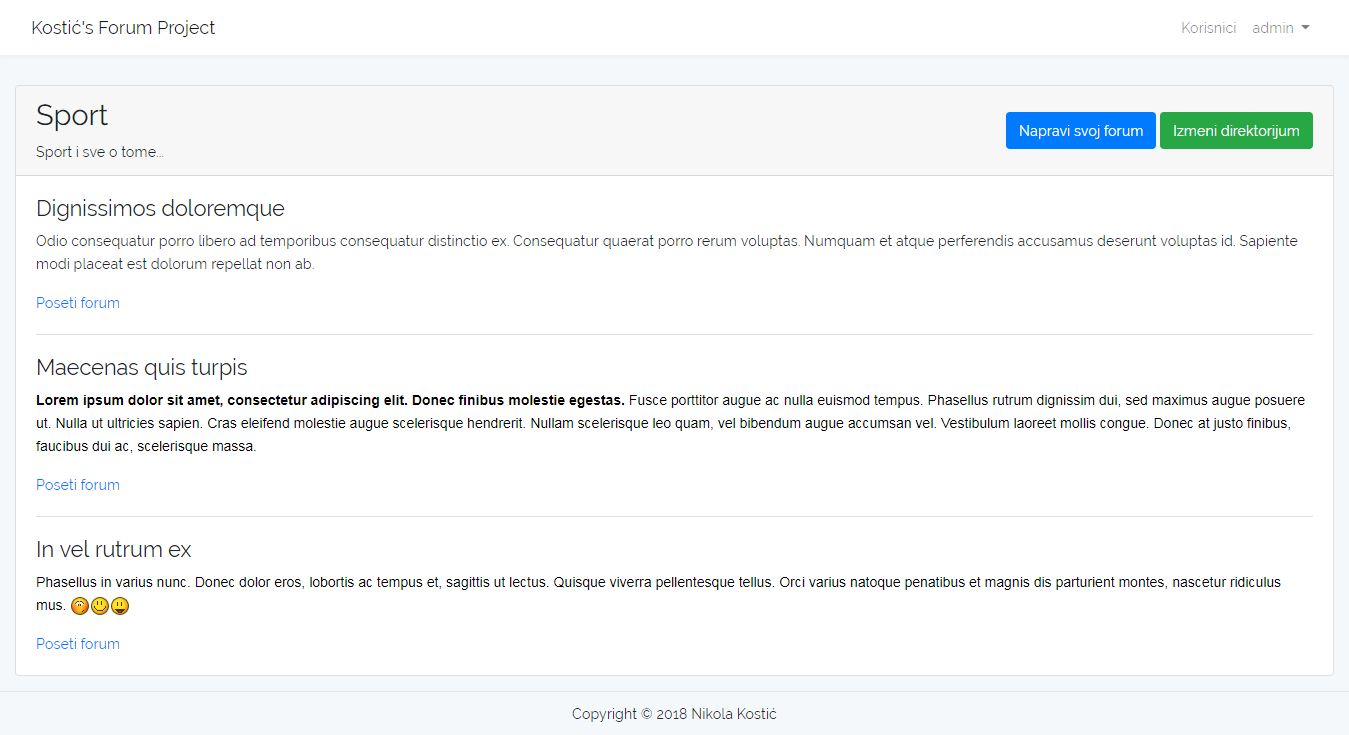 Kostić's Forum Project
Korisnici admin
Sport
Sport i sve o tome...
Napravi svoj forum
Izmeni direktorijum
Dignissimos doloremque
Odio consequatur porro libero ad temporibus consequatur distinctio ex. Consequatur quaerat porro rerum voluptas. Numquam et atque perferendis accusamus deserunt voluptas id. Sapiente
modi placeat est dolorum repellat non ab.
Poseti forum
Maecenas quis turpis
Lorem ipsum dolor sit amet, consectetur adipiscing elit. Donec finibus molestie egestas. Fusce porttitor augue ac nulla euismod tempus. Phasellus rutrum dignissim dui, sed maximus augue posuere
ut. Nulla ut ultricies sapien. Cras eleifend molestie augue scelerisque hendrerit. Nullam scelerisque leo quam, vel bibendum augue accumsan vel. Vestibulum laoreet mollis congue. Donec at justo finibus,
faucibus dui ac, scelerisque massa.
Poseti forum
In vel rutrum ex
Phasellus in varius nunc. Donec dolor eros, lobortis ac tempus et, sagittis ut lectus. Quisque viverra pellentesque tellus. Orci varius natoque penatibus et magnis dis parturient montes, nascetur ridiculus
mus.
Poseti forum
Copyright © 2018 Nikola Kostić